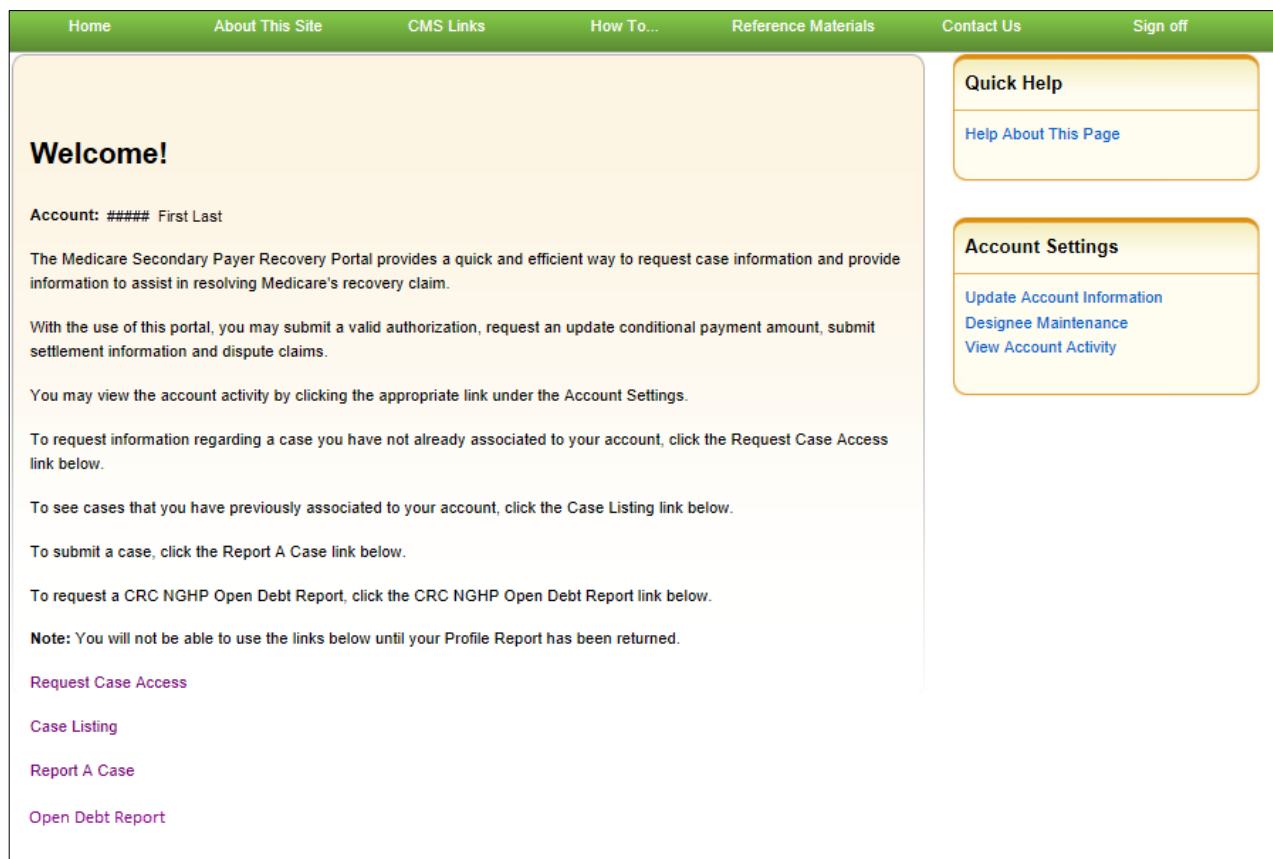 Home About This Site CMS Links How To... Reference Materials Contact Us Sign off
Welcome!
Account: ##### First Last
The Medicare Secondary Payer Recovery Portal provides a quick and efficient way to request case information and provide
information to assist in resolving Medicare's recovery claim.
With the use of this portal, you may submit a valid authorization, request an update conditional payment amount, submit
settlement information and dispute claims.
You may view the account activity by clicking the appropriate link under the Account Settings.
To request information regarding a case you have not already associated to your account, click the Request Case Access
link below.
To see cases that you have previously associated to your account, click the Case Listing link below.
To submit a case, click the Report A Case link below.
To request a CRC NGHP Open Debt Report, click the CRC NGHP Open Debt Report link below.
Note: You will not be able to use the links below until your Profile Report has been returned.
Request Case Access
Case Listing
Report A Case
Open Debt Report
Quick Help
Help About This Page
Account Settings
Update Account Information
Designee Maintenance
View Account Activity